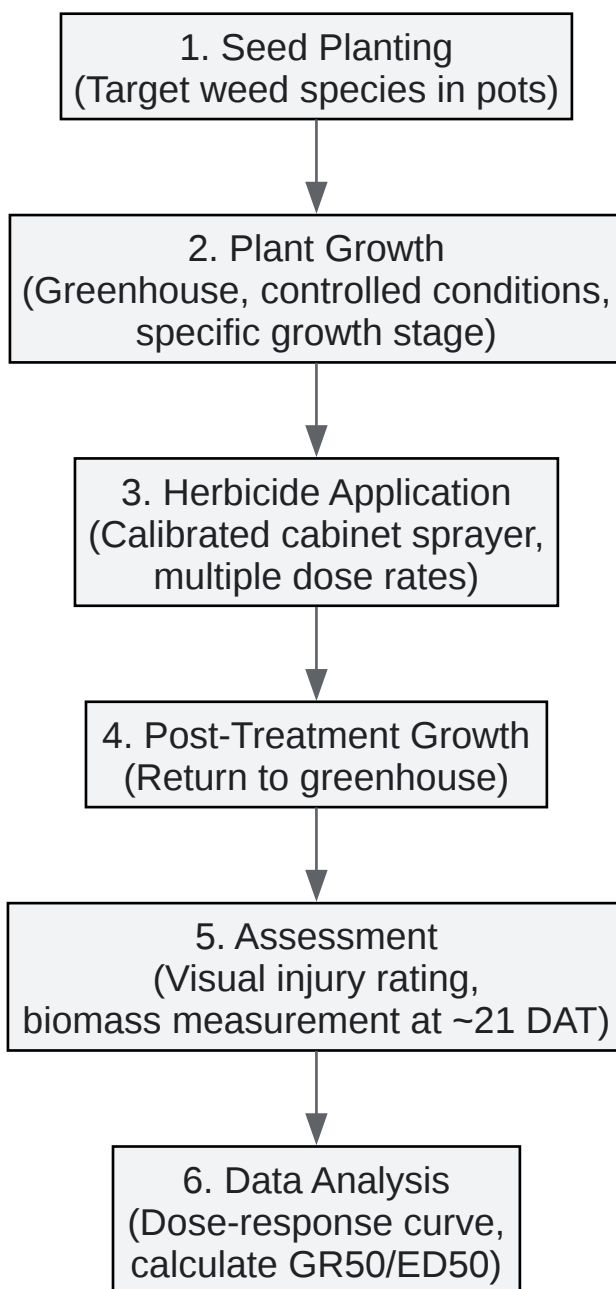 1. Seed Planting
(Target weed species in pots)
2. Plant Growth
(Greenhouse, controlled conditions,
specific growth stage)
3. Herbicide Application
(Calibrated cabinet sprayer,
multiple dose rates)
4. Post-Treatment Growth
(Return to greenhouse)
5. Assessment
(Visual injury rating,
biomass measurement at ~21 DAT)
6. Data Analysis
(Dose-response curve,
calculate GR50/ED50)